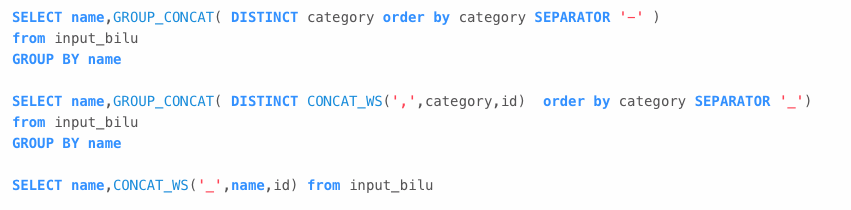 SELECT name,GROUP_CONCAT( DISTINCT category order by category SEPARATOR '-' )
from input_bilu
GROUP BY name
SELECT name,GROUP_CONCAT( DISTINCT CONCAT_WS(',',category,id)  order by category SEPARATOR '_')
from input_bilu
GROUP BY name
SELECT name,CONCAT_WS('_',name,id) from input_bilu